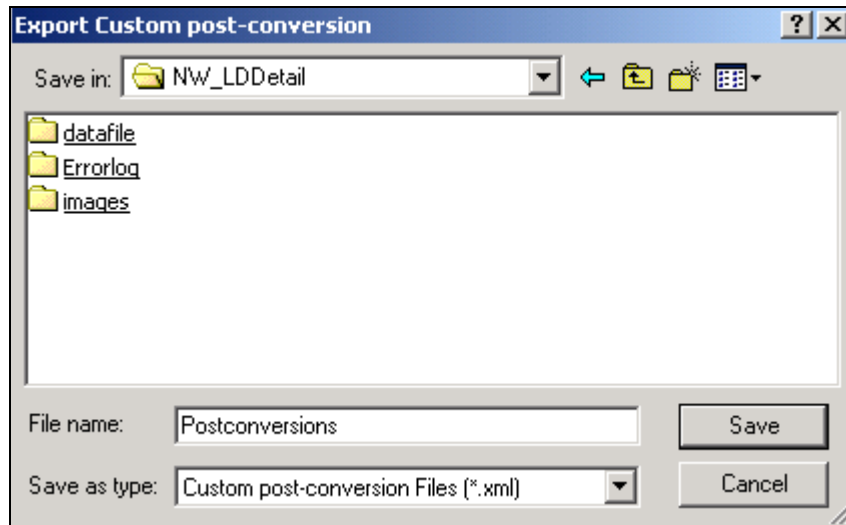 Export Custom post-conversion
Save in: NW_LDDetail
datafile
Errorlog
images
File name: Postconversions Save
Save as type: Custom post-conversion Files (*.xml) Cancel